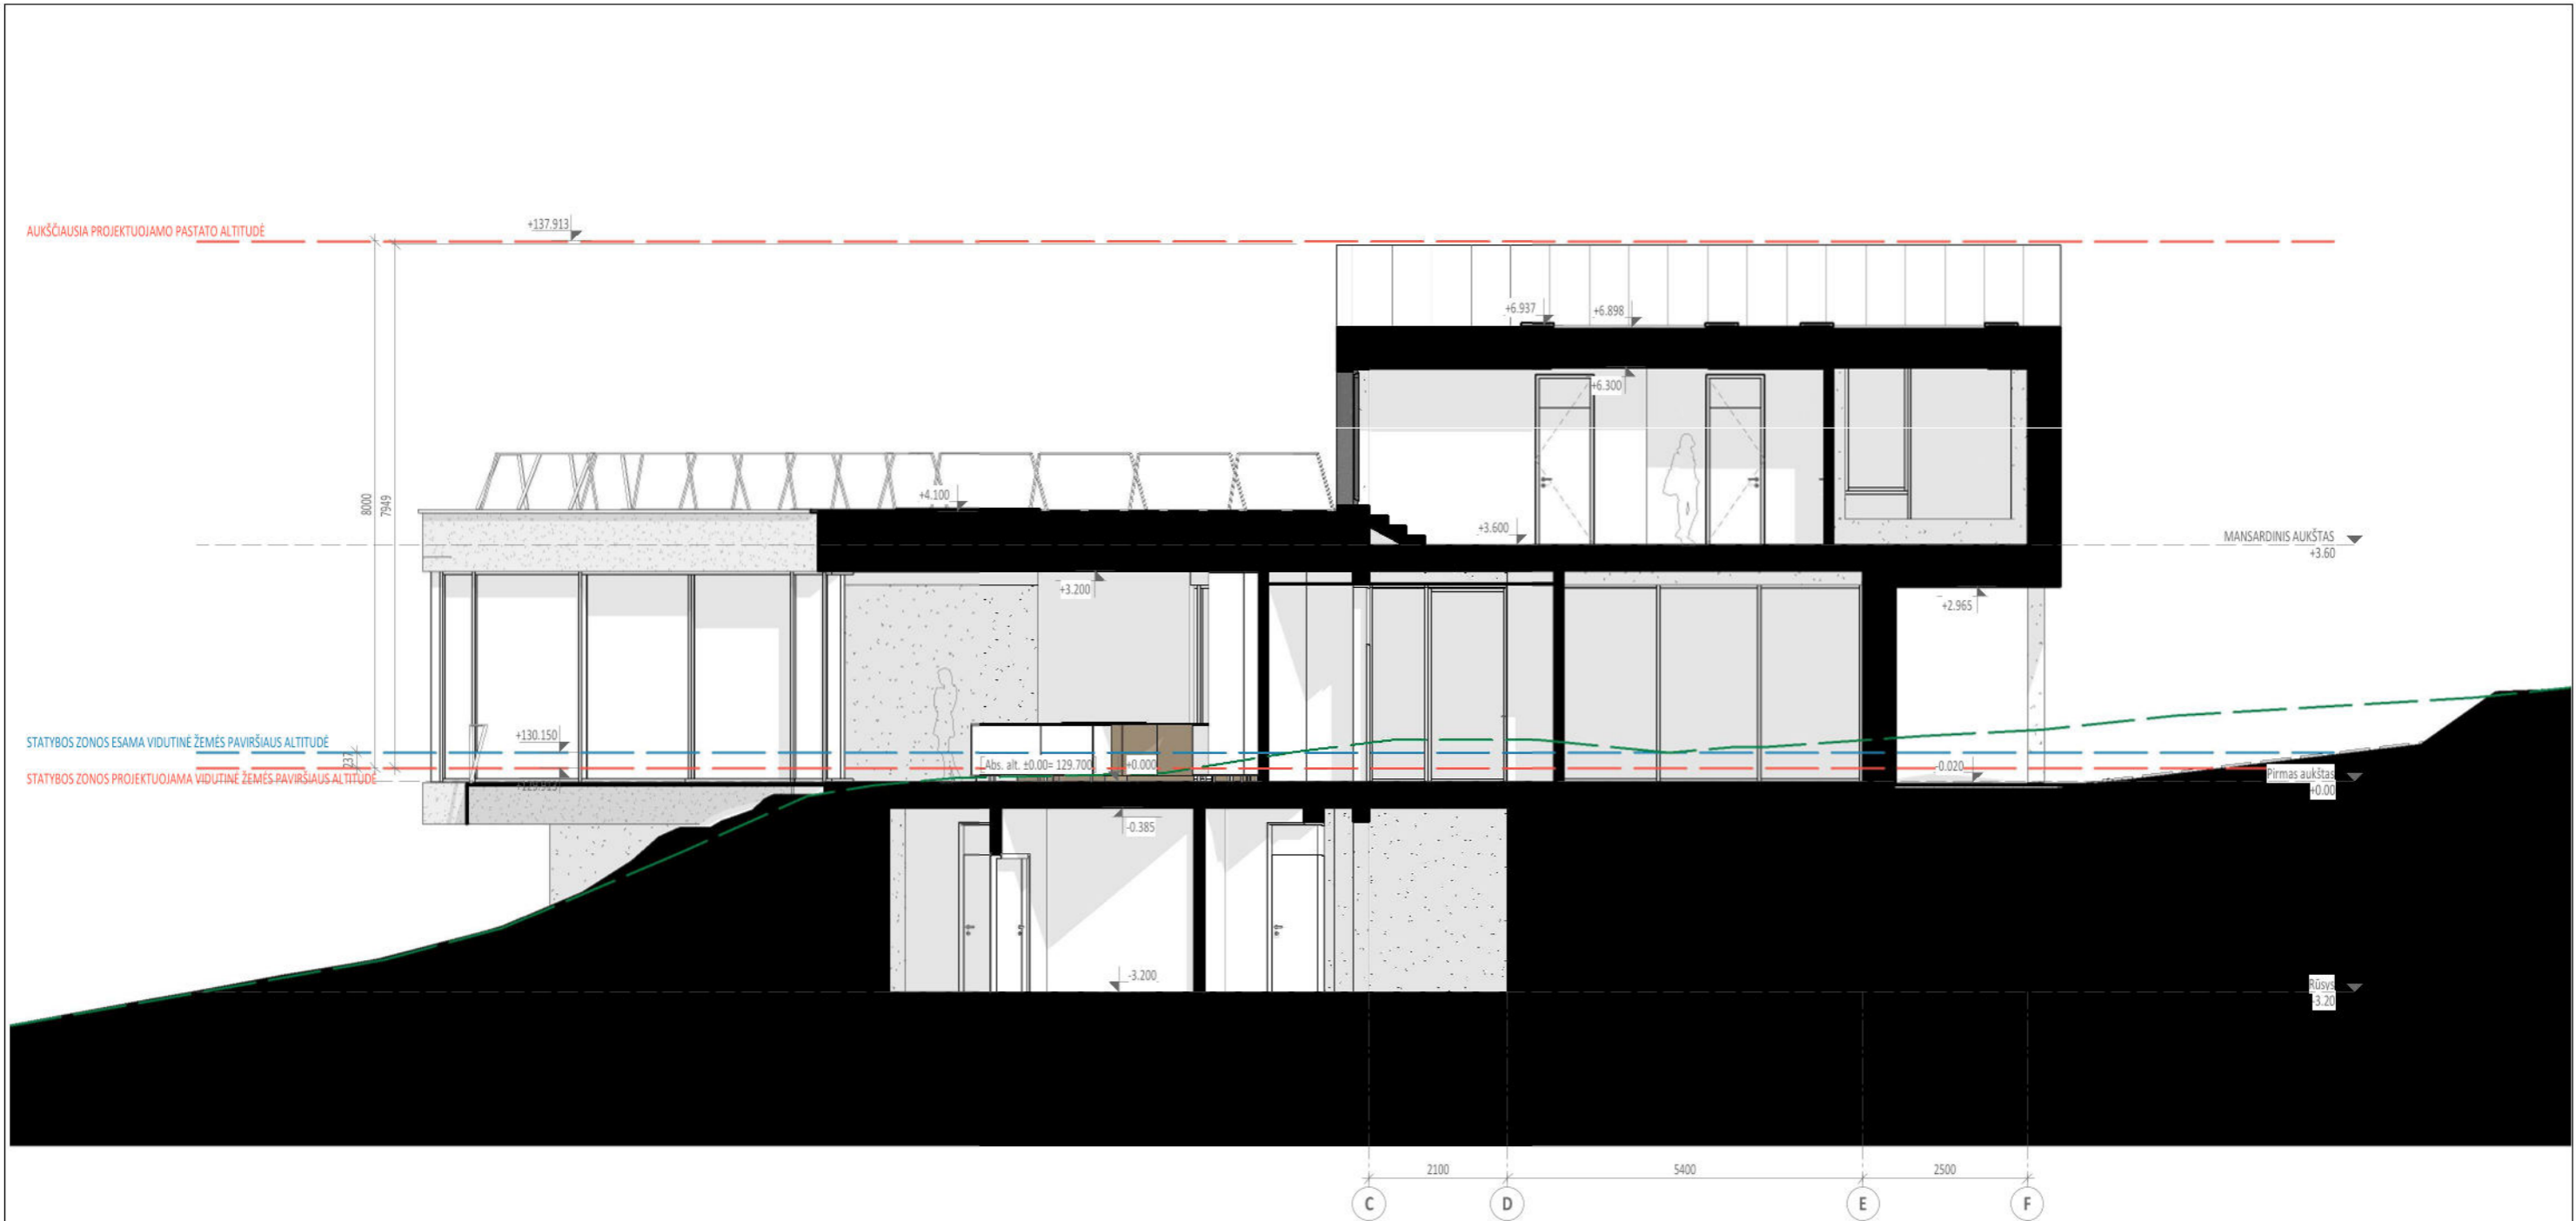 AUKŠČIAUSIA PROJEKTUOJAMO PASTATO ALTITUDĖ
+137.913
+6.937
+6.898
+6.300
8000
7949
+4.100
+3.600
MANSARDINIS AUKŠTAS
+3.60
+3.200
+2.965
STATYBOS ZONOS ESAMA VIDUTINĖ ŽEMĖS PAVIRŠIAUS ALTITUDĖ
+130.150
237
STATYBOS ZONOS PROJEKTUOJAMA VIDUTINĖ ŽEMĖS PAVIRŠIAUS ALTITUDĖ
Abs. alt. ±0.00= 129.700
+0.000
-0.020
Pirmas aukštas
+0.00
-0.385
-3.200
Rūsys
-3.20
2100
5400
2500
C
D
E
F